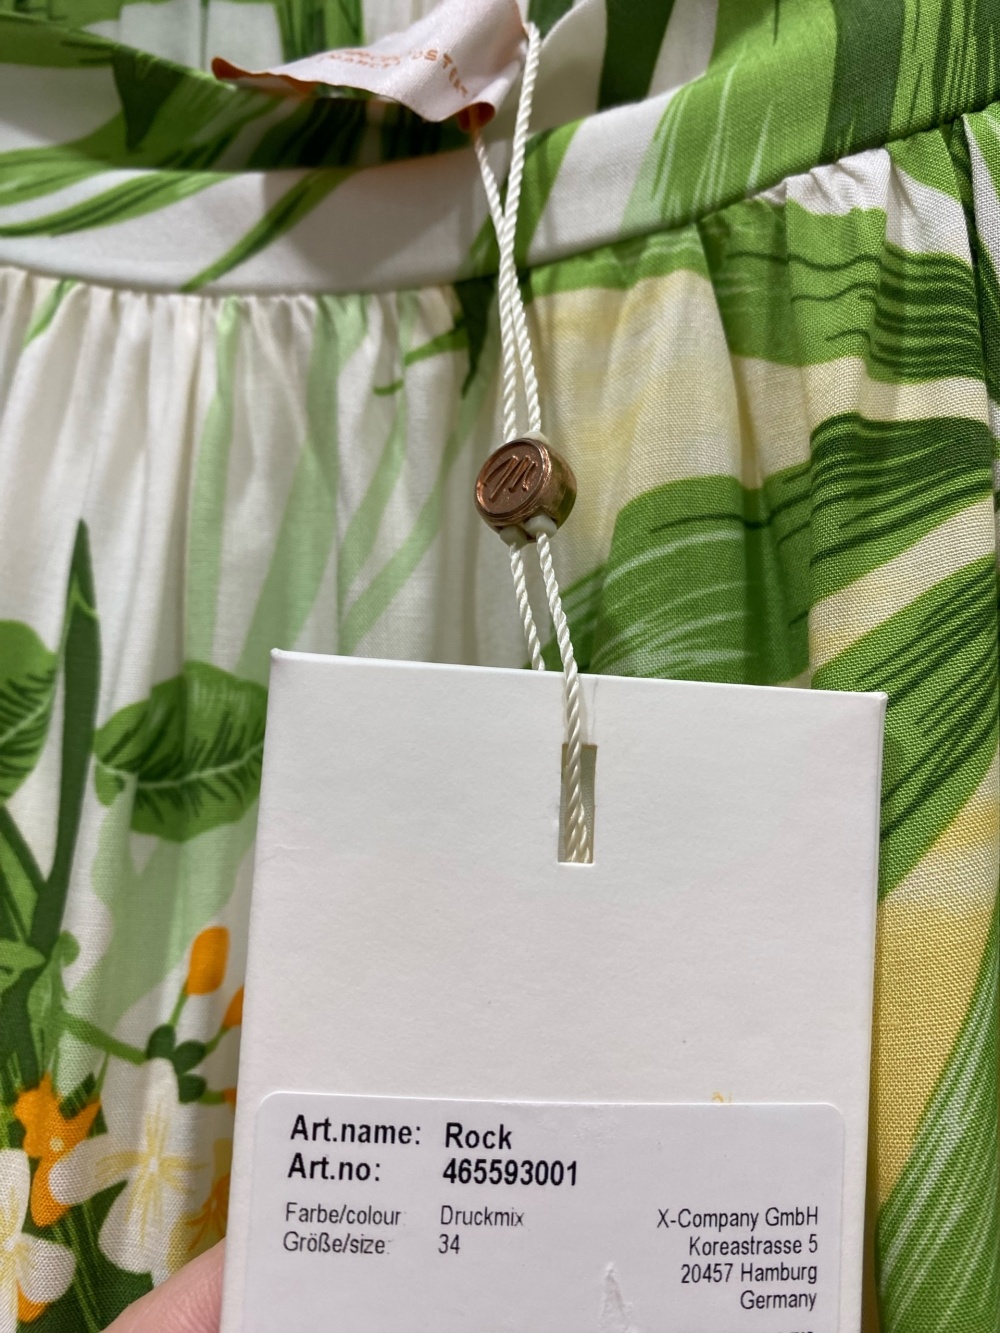 Art.name: Rock
Art.no: 465593001
Farbe/colour: Druckmix
Größe/size: 34
X-Company GmbH
Koreastrasse 5
20457 Hamburg
Germany